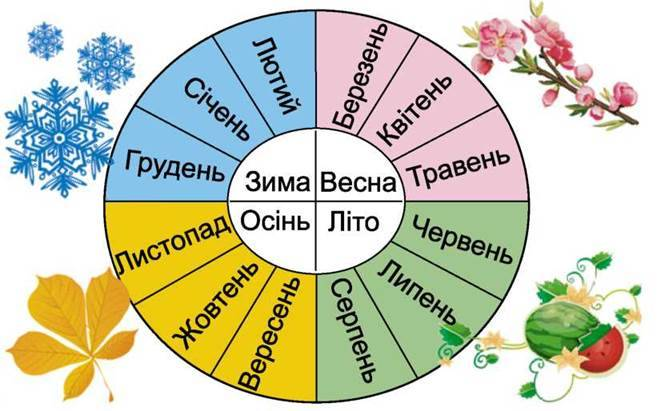 Лютий
Березень
Січень
Квітень
Грудень
Травень
Зима
Весна
Осінь
Літо
Листопад
Червень
Жовтень
Липень
Вересень
Серпень